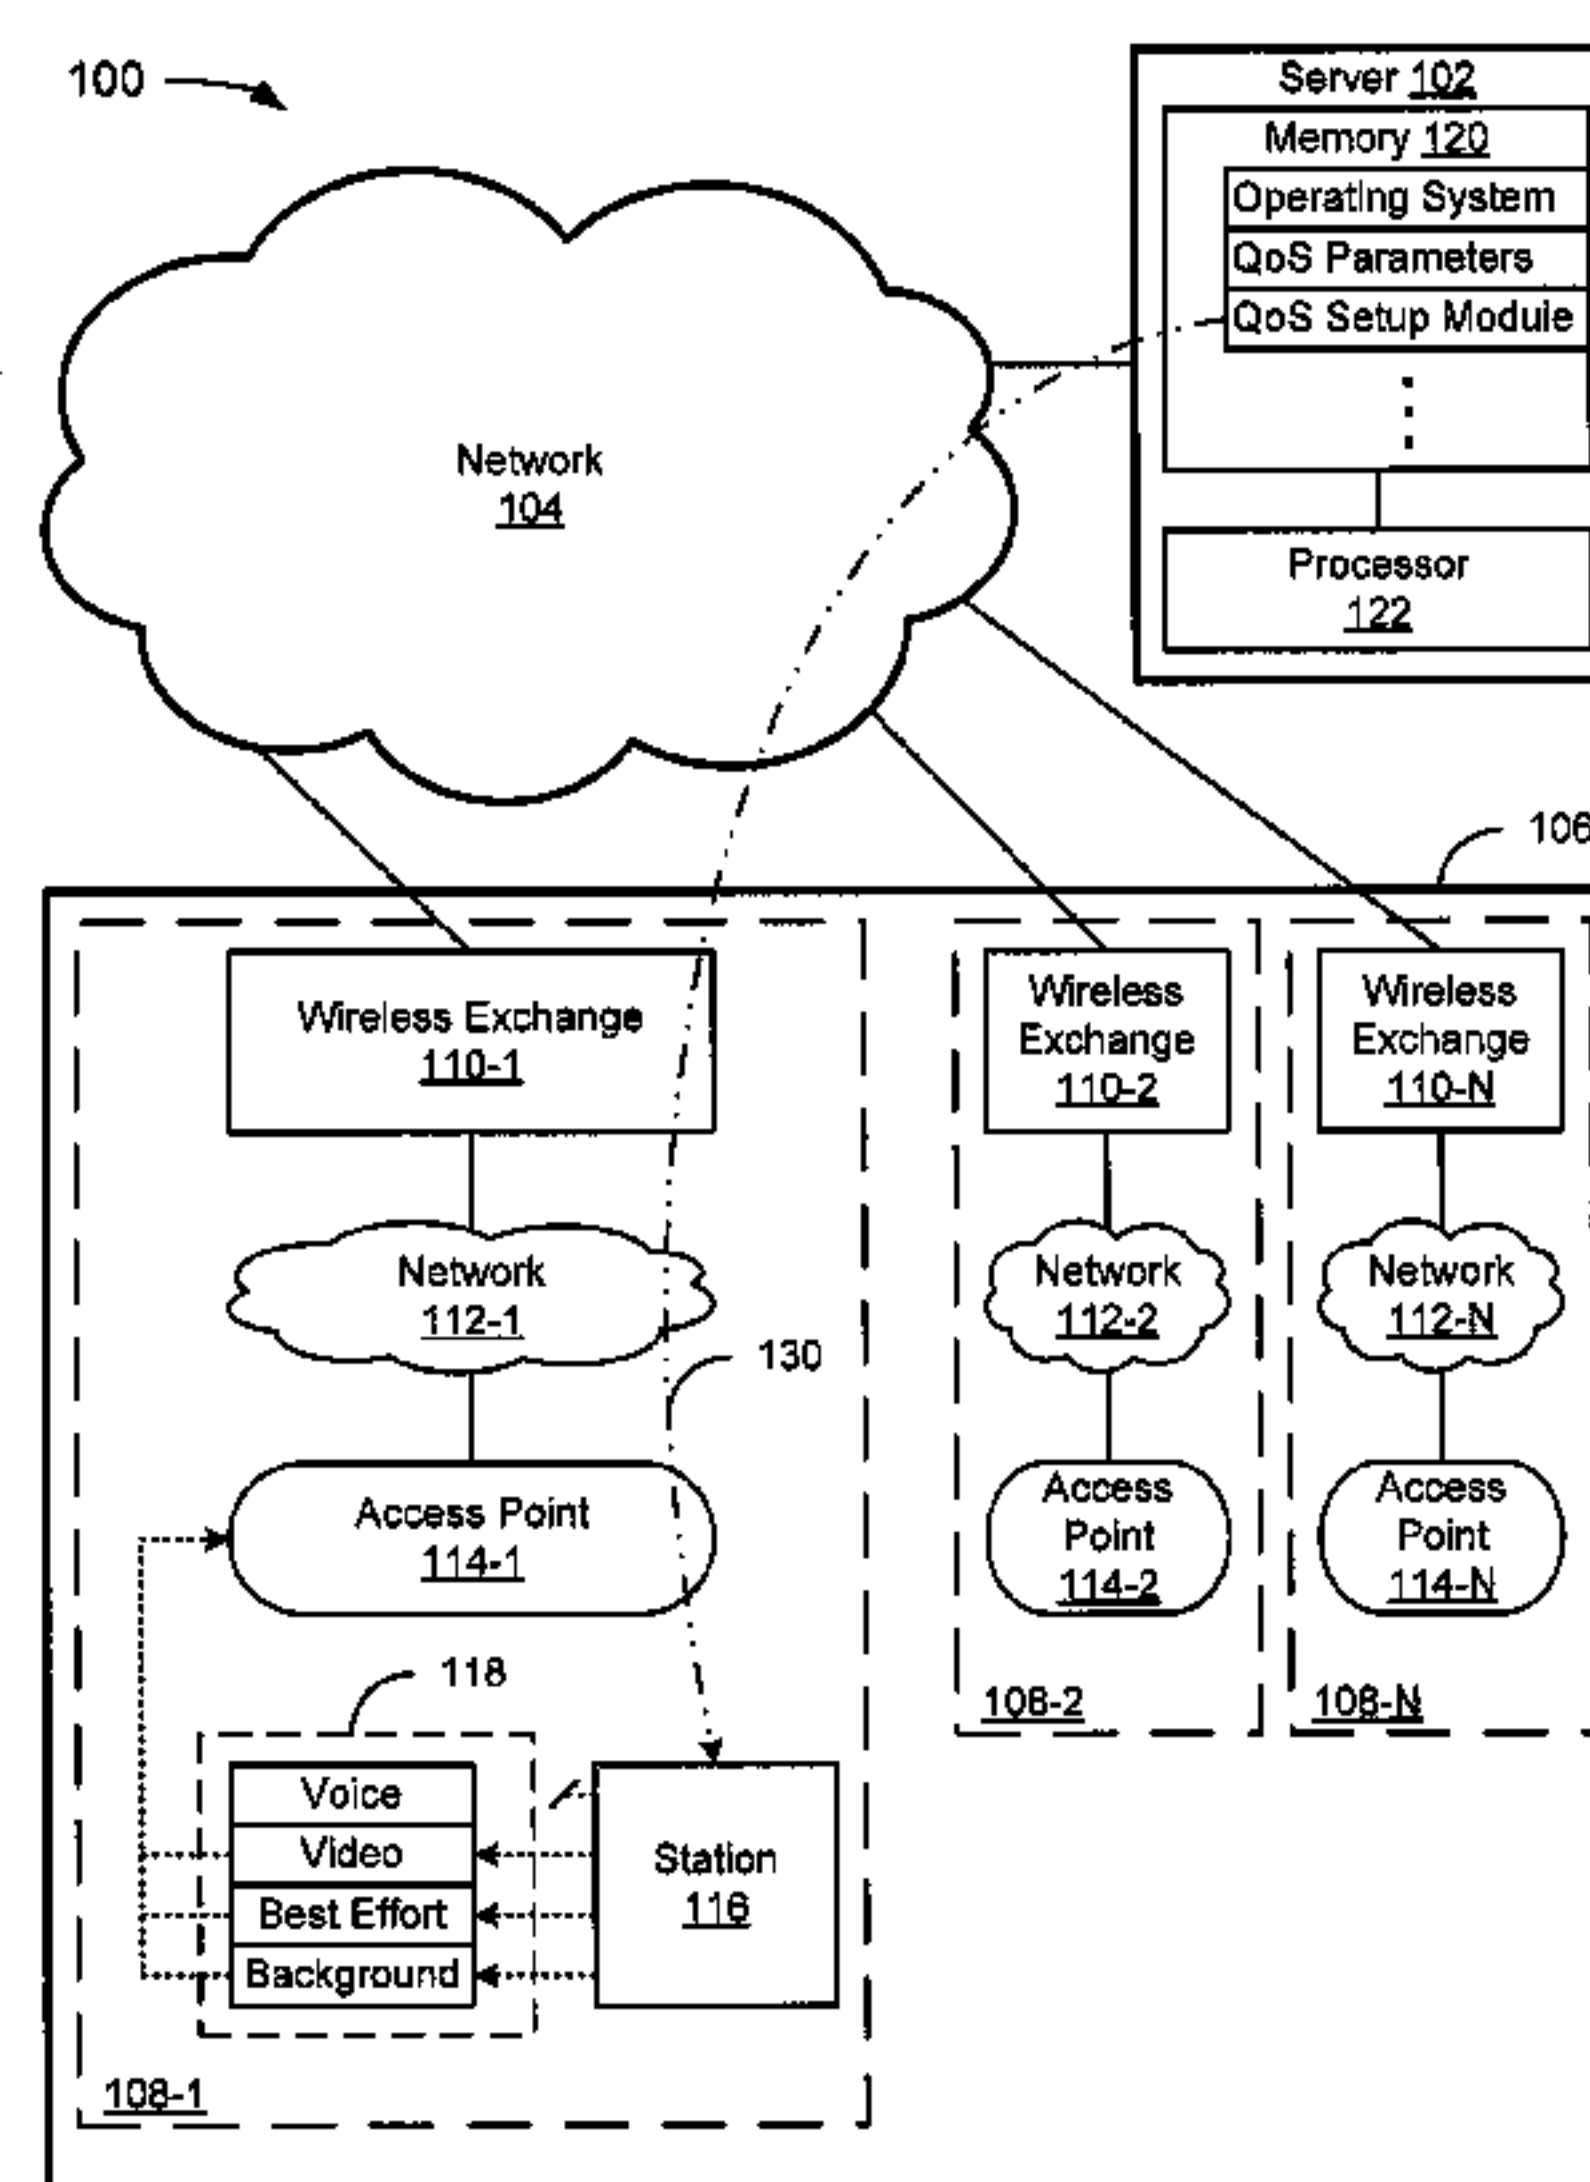 100
Server 102
Memory 120
Operating System
QoS Parameters
QoS Setup Module
Network
104
Processor
122
106
Wireless Exchange
110-1
Wireless
Exchange
110-2
Wireless
Exchange
110-N
Network
112-1
Network
112-2
Network
112-N
130
Access Point
114-1
Access
Point
114-2
Access
Point
114-N
118
108-2
108-N
Voice
Video
Best Effort
Background
Station
116
108-1